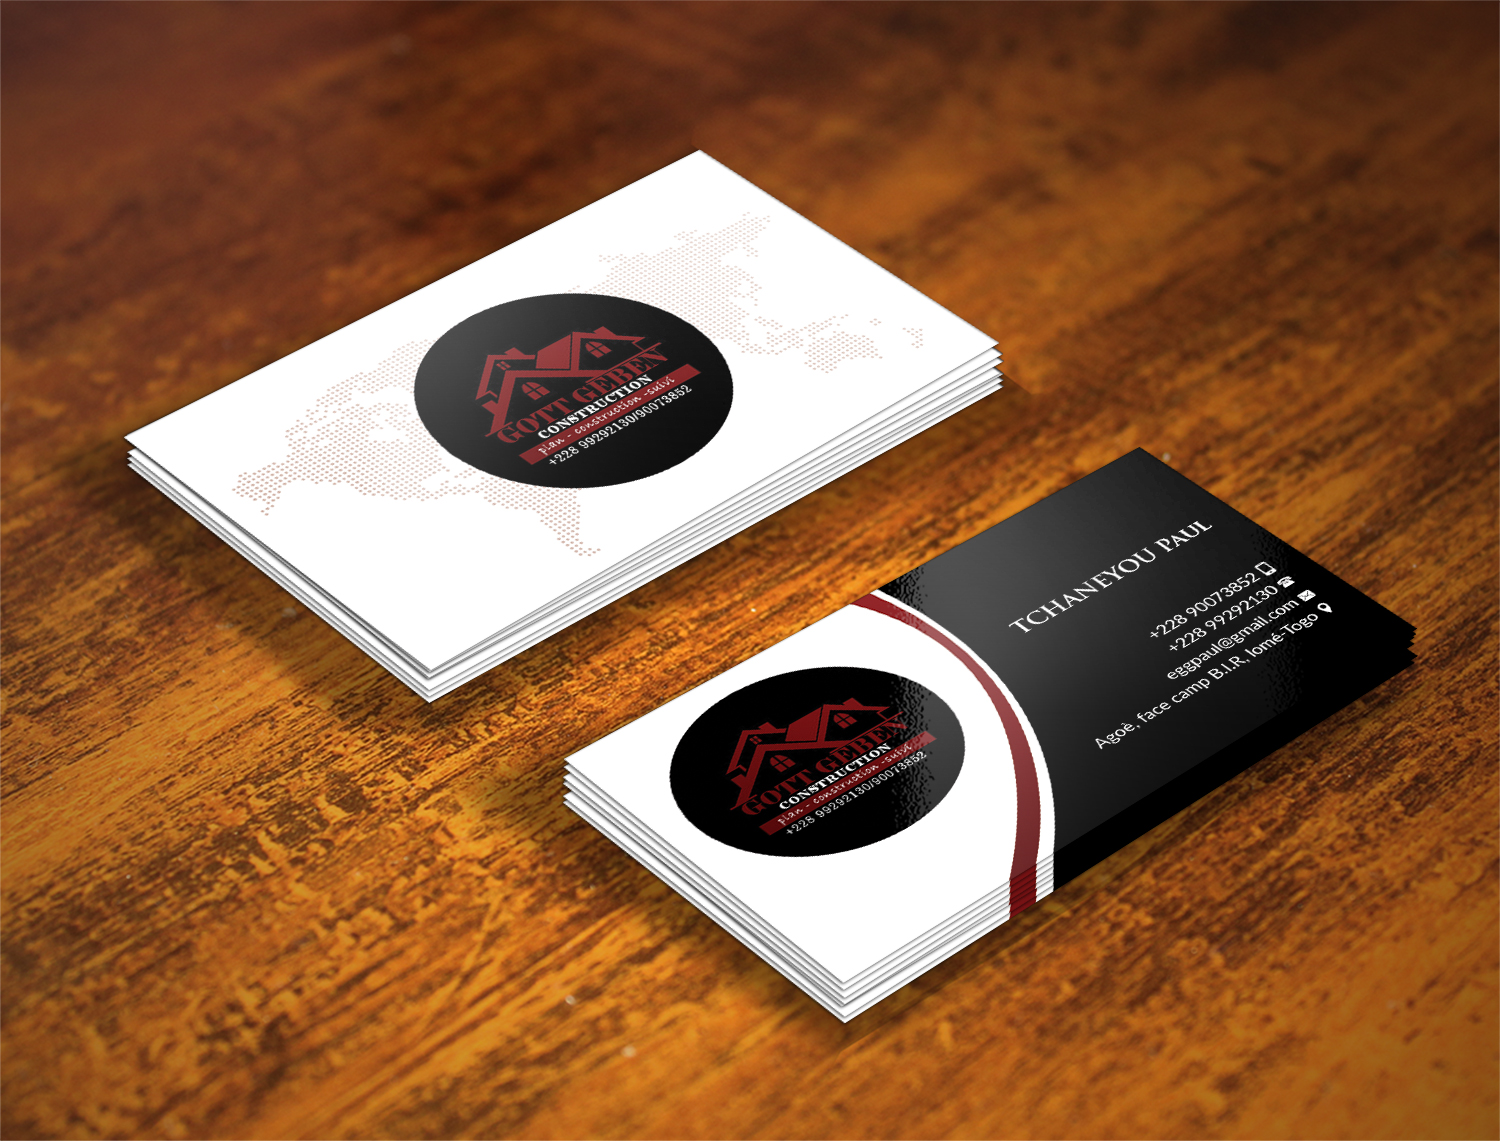 GOTT GEBEN
CONSTRUCTION
plan - construction -suivi
+228 99292130/90073852
TCHANEYOU PAUL
+228 90073852
+228 99292130
eggpaul@gmail.com
Agoè, face camp B.I.R, lomé-Togo
GOTT GEBEN
CONSTRUCTION
plan - construction -suivi
+228 99292130/90073852